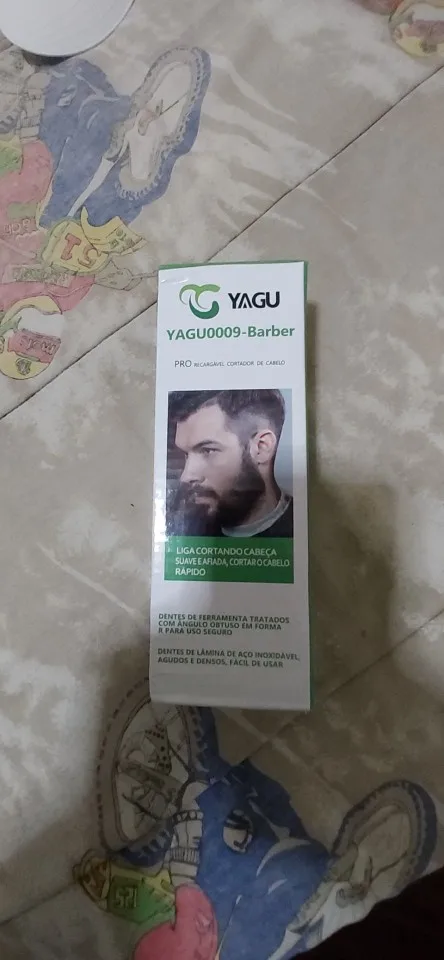 YAGU
YAGU0009-Barber
PRO RECARGÁVEL CORTADOR DE CABELO
LIGA CORTANDO CABEÇA
SUAVE E AFIADA, CORTAR O CABELO
RÁPIDO
DENTES DE FERRAMENTA TRATADOS
COM ÂNGULO OBTUSO EM FORMA
R PARA USO SEGURO
DENTES DE LÂMINA DE AÇO INOXIDÁVEL,
AGUDOS E DENSOS, FÁCIL DE USAR